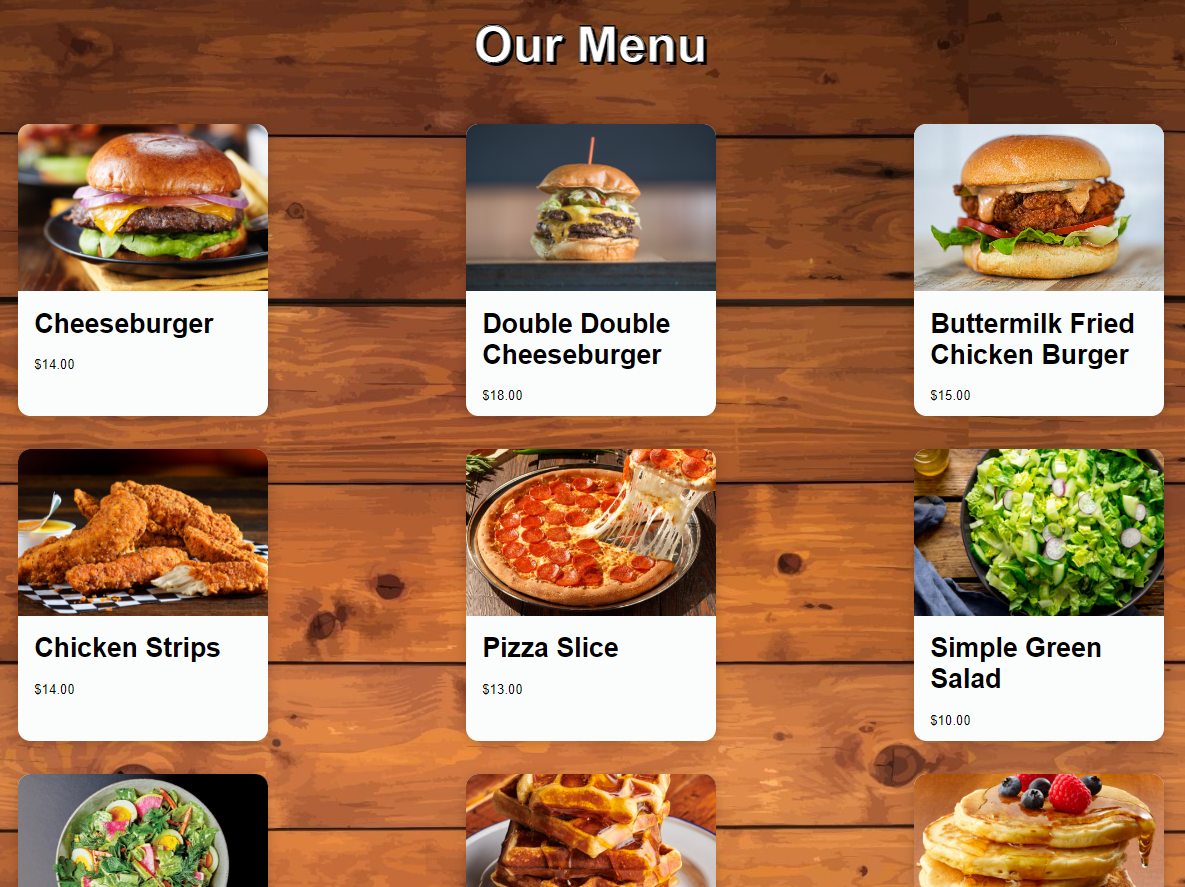 Our Menu
Cheeseburger
$14.00
Double Double
Cheeseburger
$18.00
Buttermilk Fried
Chicken Burger
$15.00
Chicken Strips
$14.00
Pizza Slice
$13.00
Simple Green
Salad
$10.00